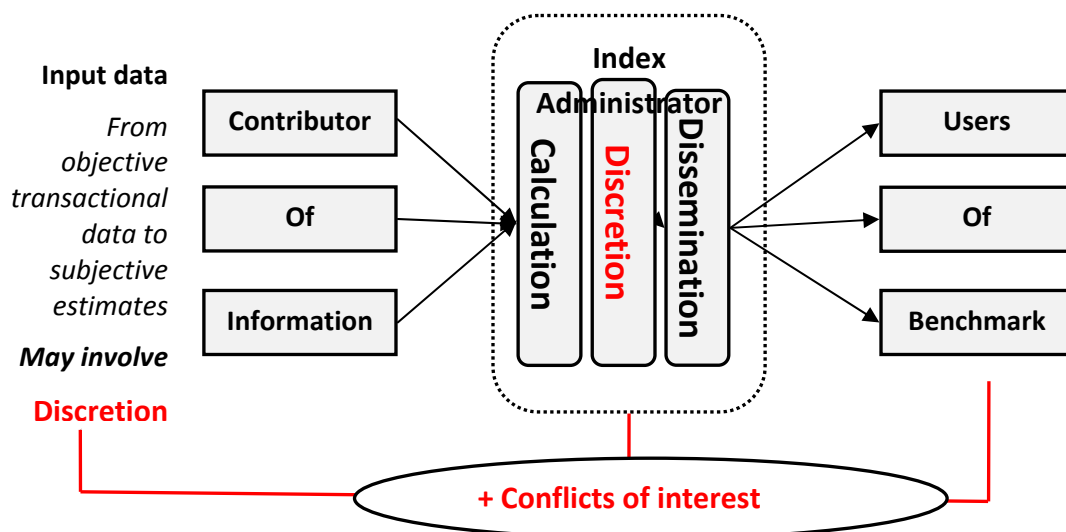 Input data
From
objective
transactional
data to
subjective
estimates
May involve
Discretion
Contributor
Of
Information
Index
Administrator
Calculation
Discretion
Dissemination
Users
Of
Benchmark
+ Conflicts of interest